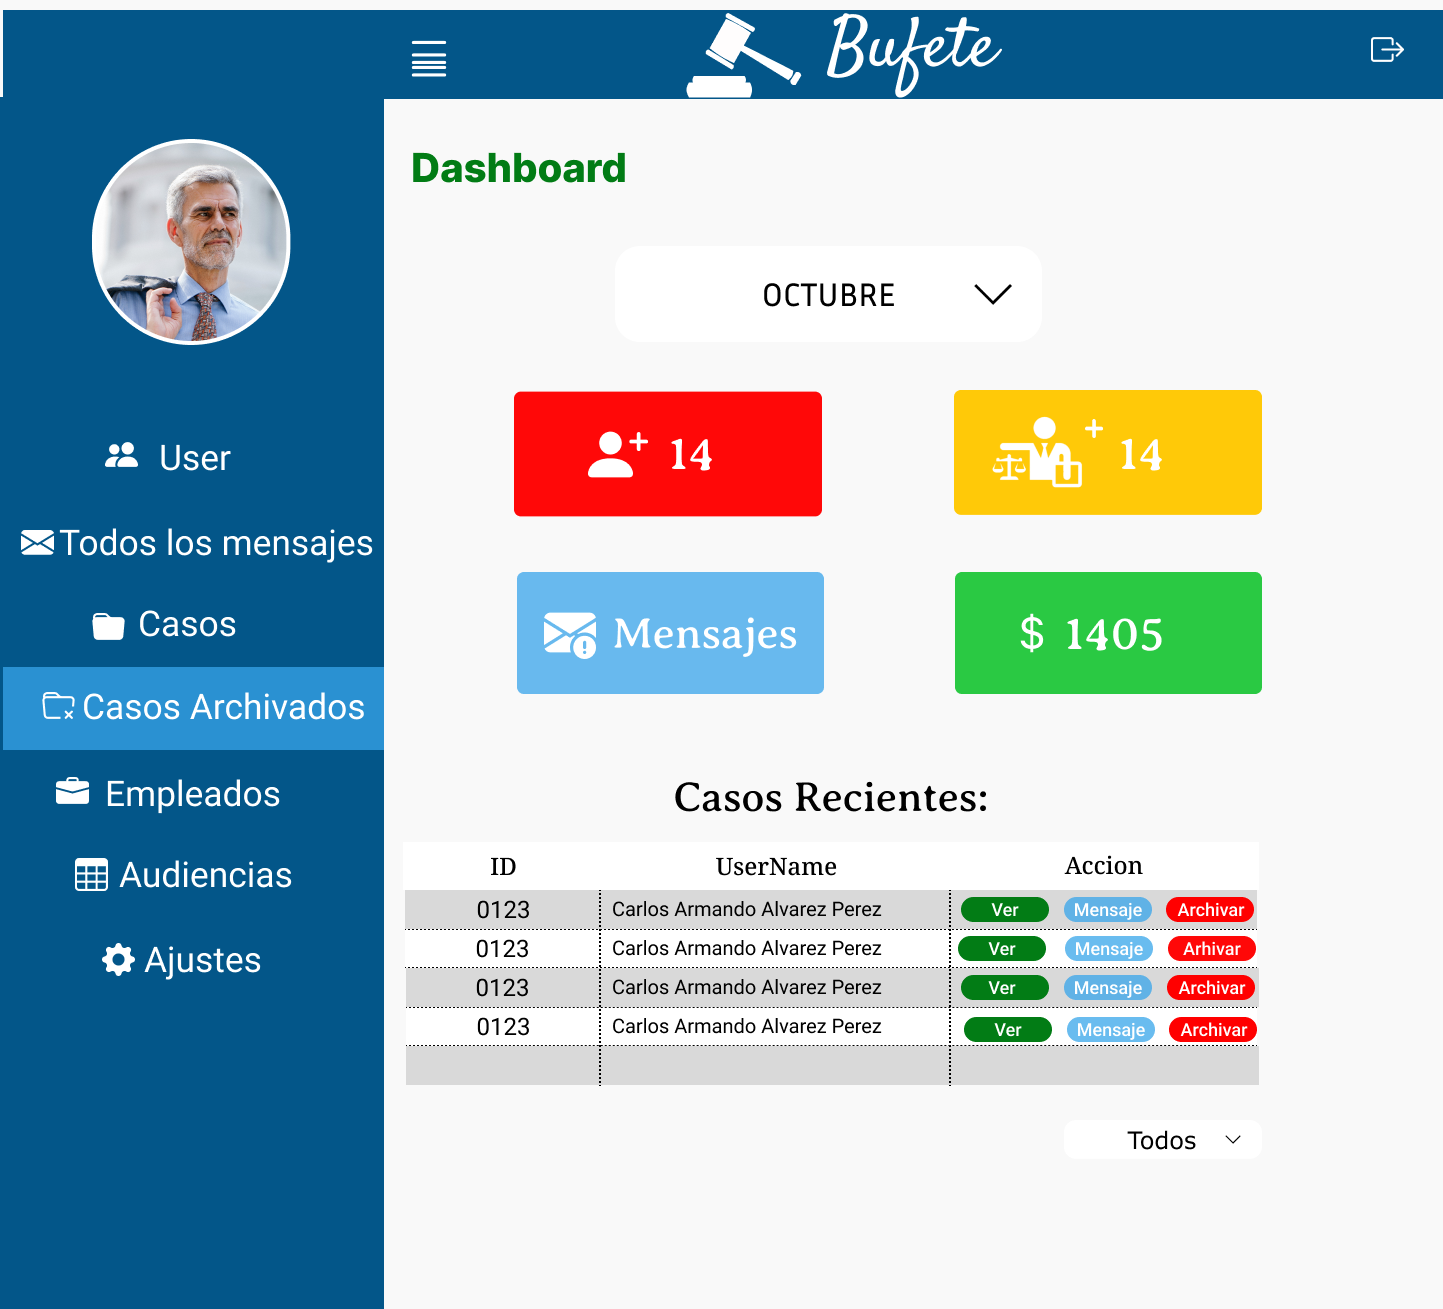 Bufete
Dashboard
OCTUBRE
User
Todos los mensajes
Casos
Casos Archivados
Empleados
Audiencias
Ajustes
14
14
Mensajes
$ 1405
Casos Recientes:
ID UserName Accion
0123 Carlos Armando Alvarez Perez Ver Mensaje Archivar
0123 Carlos Armando Alvarez Perez Ver Mensaje Arhivar
0123 Carlos Armando Alvarez Perez Ver Mensaje Archivar
0123 Carlos Armando Alvarez Perez Ver Mensaje Archivar
Todos